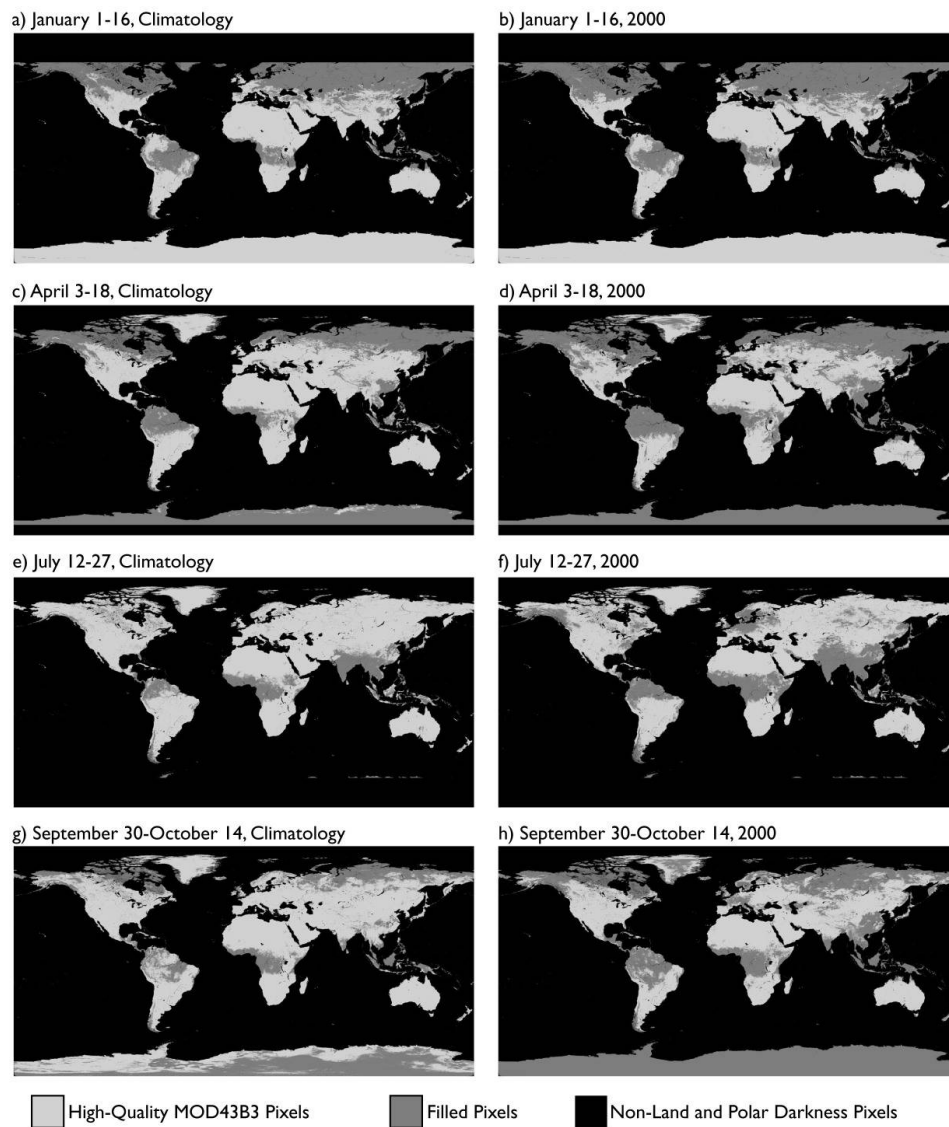 a) January 1-16, Climatology
b) January 1-16, 2000
c) April 3-18, Climatology
d) April 3-18, 2000
e) July 12-27, Climatology
f) July 12-27, 2000
g) September 30-October 14, Climatology
h) September 30-October 14, 2000
High-Quality MOD43B3 Pixels
Filled Pixels
Non-Land and Polar Darkness Pixels